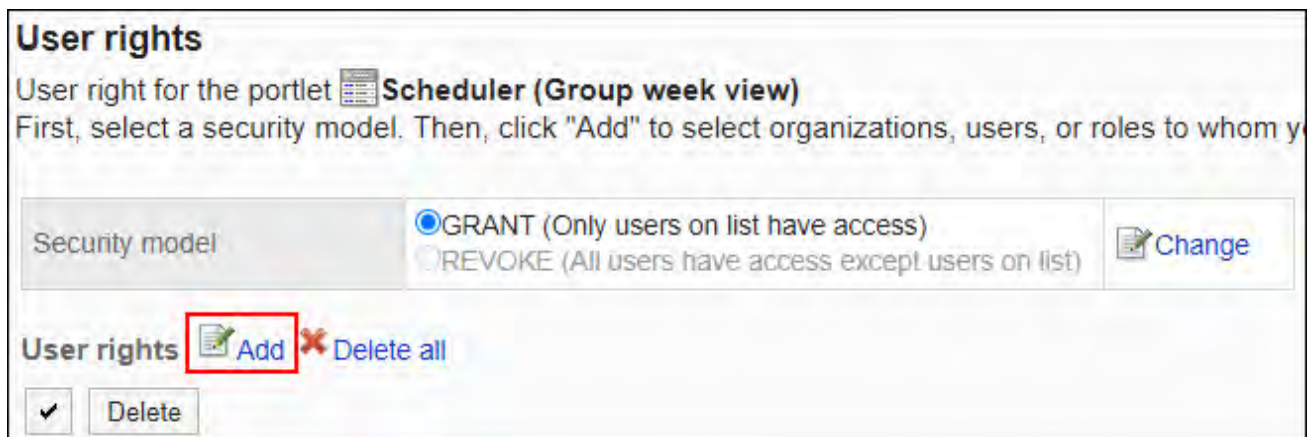 User rights
User right for the portlet Scheduler (Group week view)
First, select a security model. Then, click "Add" to select organizations, users, or roles to whom
Security model
GRANT (Only users on list have access)
REVOKE (All users have access except users on list)
Change
User rights Add Delete all
Delete